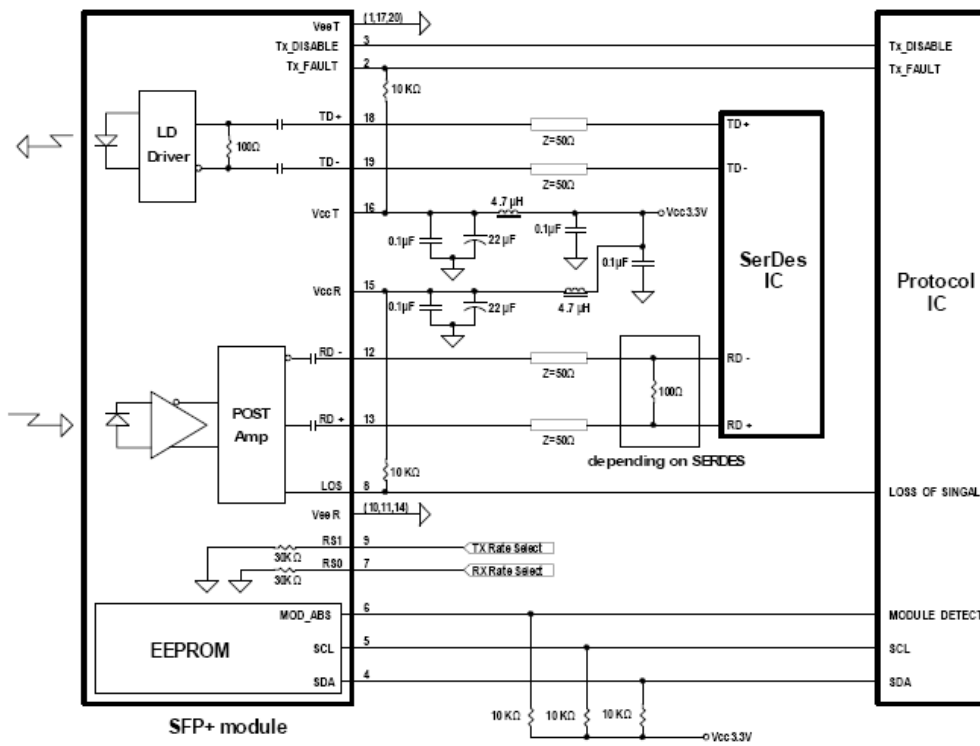 VeeT (1,17,20)
Tx_DISABLE 3 Tx_DISABLE
Tx_FAULT 2 Tx_FAULT
10 KΩ
LD Driver
100Ω
TD+ 18 Z=50Ω TD+
TD - 19 Z=50Ω TD-
4.7 µH
VccT 16 Vcc3.3V
0.1µF 22 µF 0.1µF 0.1µF
SerDes IC
Protocol IC
VccR 15
0.1µF 22 µF 4.7 µH
RD - 12 Z=50Ω RD -
100Ω
POST Amp
RD + 13 Z=50Ω RD +
depending on SERDES
10 KΩ
LOS 8 LOSS OF SINGAL
VeeR (10,11,14)
RS1 9 TX Rate Select
30KΩ
RS0 7 RX Rate Select
30KΩ
MOD_ABS 6 MODULE DETECT
EEPROM
SCL 5 SCL
SDA 4 SDA
10 KΩ 10 KΩ 10 KΩ
Vcc3.3V
SFP+ module